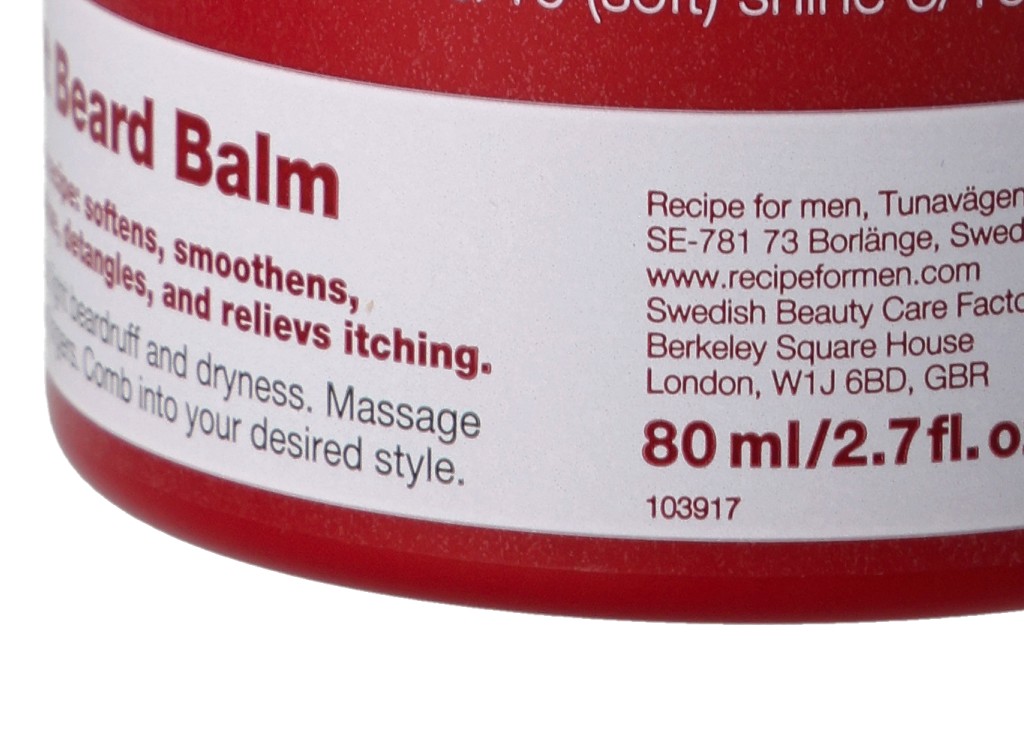 (soft) shine
Beard Balm
softens, smoothens,
detangles, and relievs itching.
beardruff and dryness. Massage
Comb into your desired style.
Recipe for men, Tunavägen
SE-781 73 Borlänge, Swed
www.recipeformen.com
Swedish Beauty Care Facto
Berkeley Square House
London, W1J 6BD, GBR
80 ml/2.7 fl. o
103917